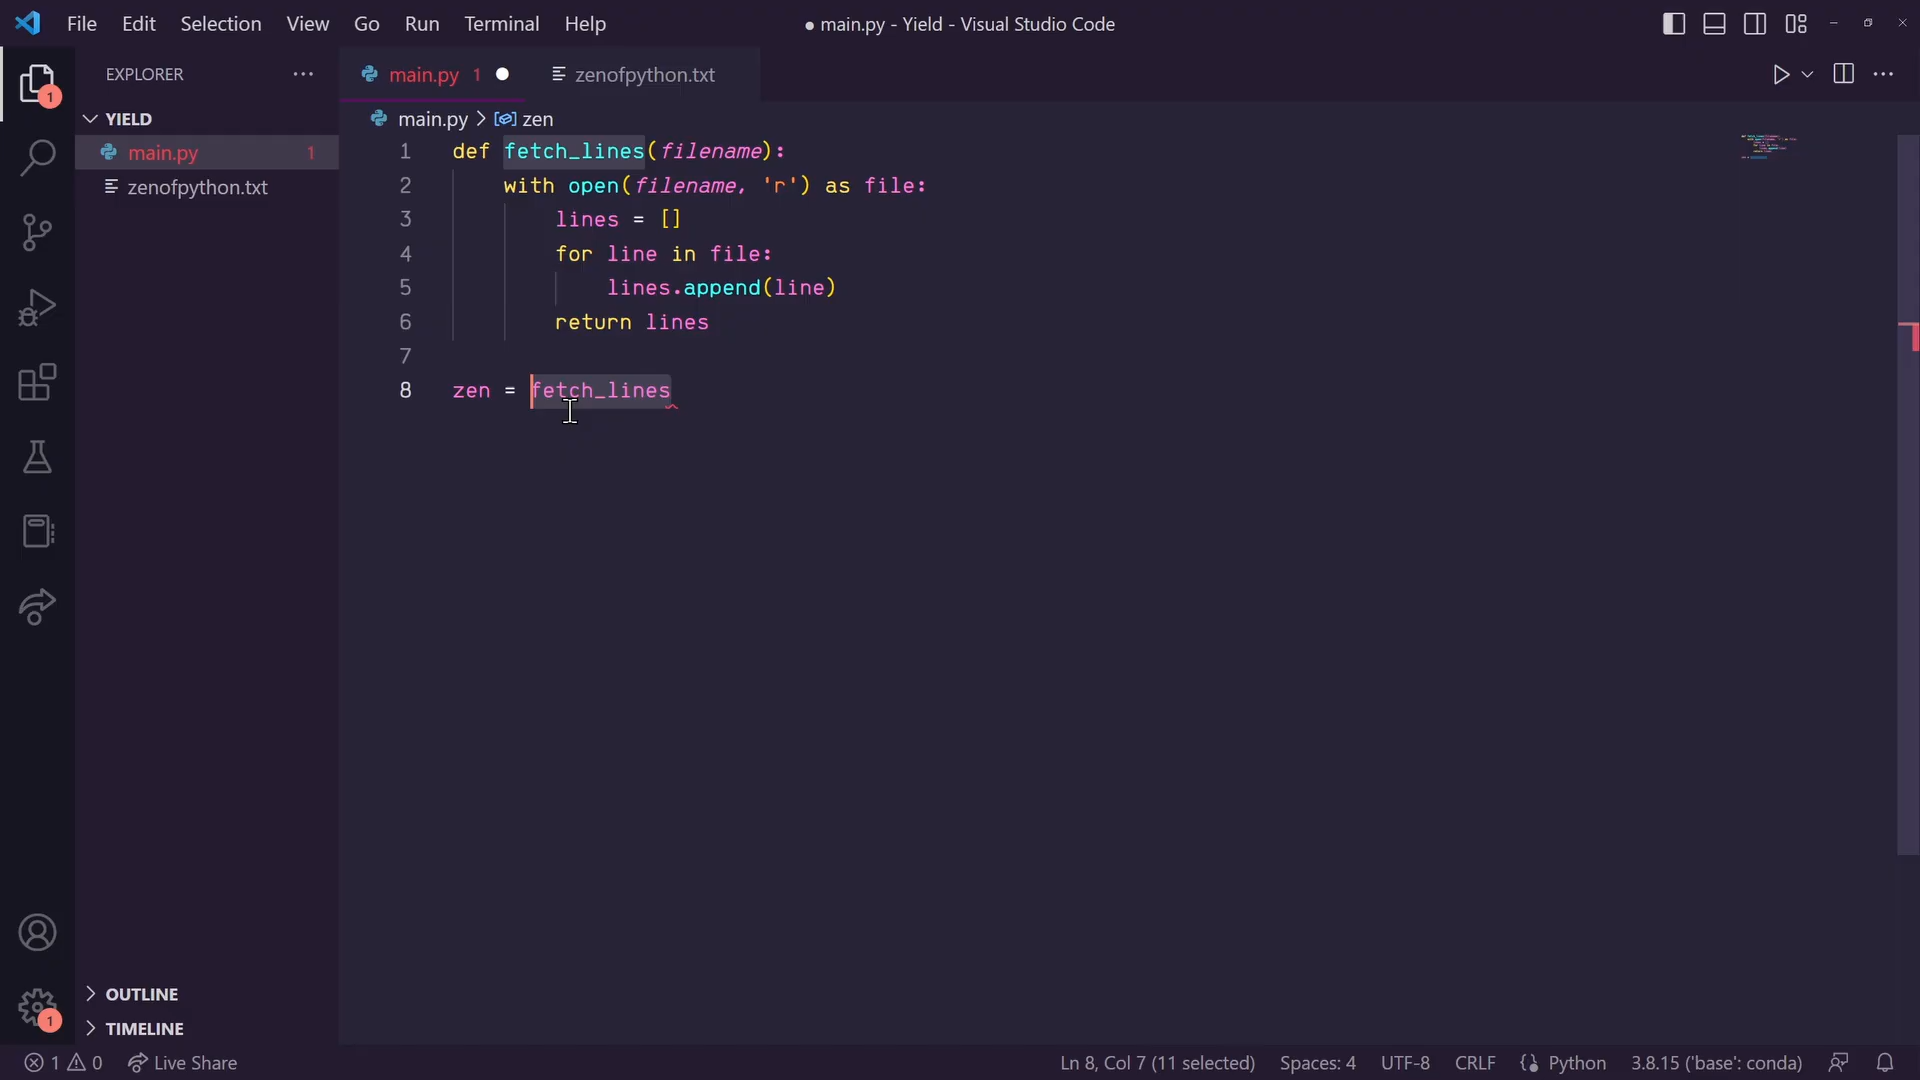 File Edit Selection View Go Run Terminal Help
● main.py - Yield - Visual Studio Code
EXPLORER
main.py 1
zenofpython.txt
1
YIELD
main.py > zen
main.py 1
zenofpython.txt
1 def fetch_lines(filename):
2 with open(filename, 'r') as file:
3 lines = []
4 for line in file:
5 lines.append(line)
6 return lines
7
8 zen = fetch_lines
OUTLINE
1
TIMELINE
1 0 Live Share
Ln 8, Col 7 (11 selected) Spaces: 4 UTF-8 CRLF Python 3.8.15 ('base': conda)